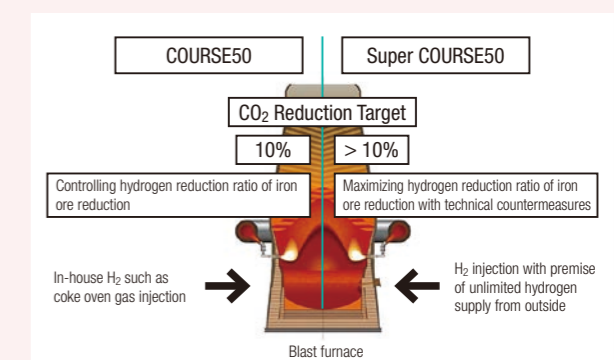 COURSE50
Super COURSE50
CO₂ Reduction Target
10%
> 10%
Controlling hydrogen reduction ratio of iron
ore reduction
Maximizing hydrogen reduction ratio of iron
ore reduction with technical countermeasures
In-house H₂ such as
coke oven gas injection
H₂ injection with premise
of unlimited hydrogen
supply from outside
Blast furnace